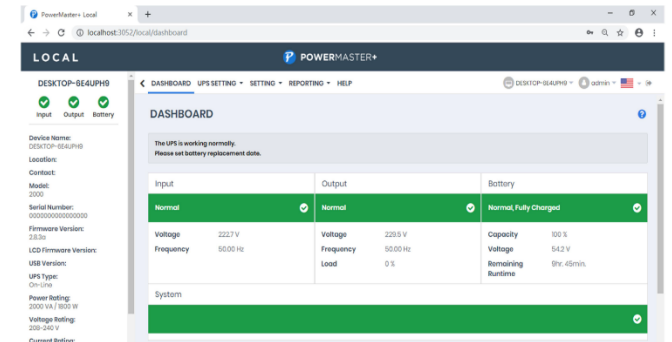 PowerMaster+ Local
localhost:3052/local/dashboard
LOCAL
POWERMASTER+
DESKTOP-6E4UPH9
DASHBOARD UPS SETTING SETTING REPORTING HELP
DESKTOP-6E4UPH9 admin
Input Output Battery
DASHBOARD
Device Name:
DESKTOP-6E4UPH9
Location:
Contact:
Model:
2000
Serial Number:
0000000000000000
Firmware Version:
2.8.3a
LCD Firmware Version:
USB Version:
UPS Type:
On-Line
Power Rating:
2000 VA / 1800 W
Voltage Rating:
208-240 V
Current Rating:
The UPS is working normally.
Please set battery replacement date.
Input
Normal
Voltage 222.7 V
Frequency 50.00 Hz
Output
Normal
Voltage 229.5 V
Frequency 50.00 Hz
Load 0 %
Battery
Normal, Fully Charged
Capacity 100 %
Voltage 54.2 V
Remaining Runtime 9hr. 45min.
System